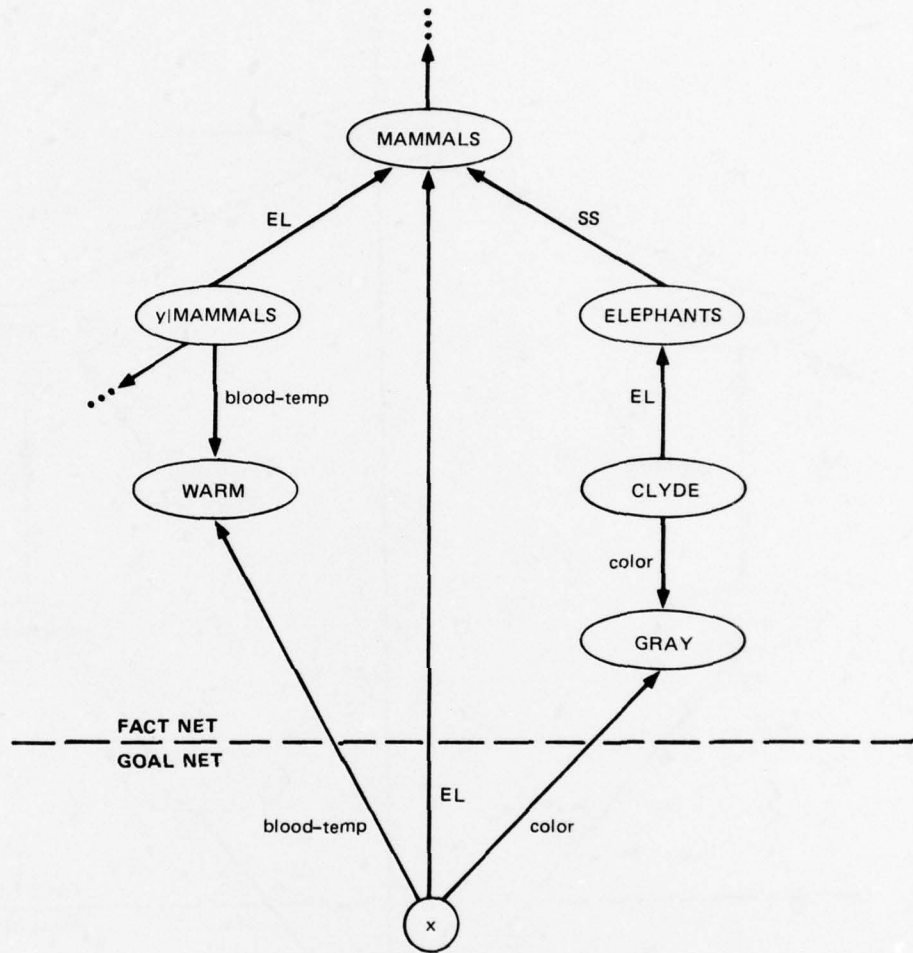 MAMMALS
EL
SS
y|MAMMALS
ELEPHANTS
blood-temp
EL
WARM
CLYDE
color
GRAY
FACT NET
GOAL NET
EL
blood-temp
color
x